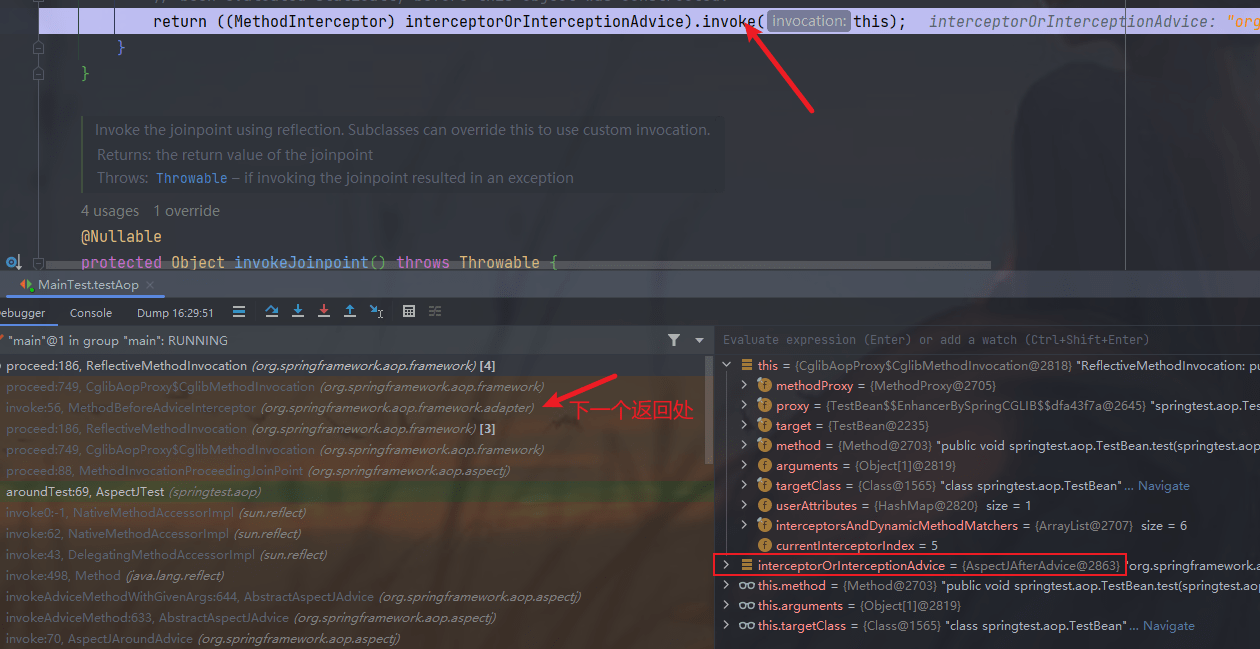 return ((MethodInterceptor) interceptorOrInterceptionAdvice).invoke( invocation: this);   interceptorOrInterceptionAdvice: "org
}
}
Invoke the joinpoint using reflection. Subclasses can override this to use custom invocation.
Returns: the return value of the joinpoint
Throws: Throwable – if invoking the joinpoint resulted in an exception
4 usages   1 override
@Nullable
protected Object invokeJoinpoint() throws Throwable {
MainTest.testAop ×
ebugger   Console   Dump 16:29:51
"main"@1 in group "main": RUNNING
proceed:186, ReflectiveMethodInvocation (org.springframework.aop.framework) [4]
proceed:749, CglibAopProxy$CglibMethodInvocation (org.springframework.aop.framework)
invoke:56, MethodBeforeAdviceInterceptor (org.springframework.aop.framework.adapter)
下一个返回处
proceed:186, ReflectiveMethodInvocation (org.springframework.aop.framework) [3]
proceed:749, CglibAopProxy$CglibMethodInvocation (org.springframework.aop.framework)
proceed:88, MethodInvocationProceedingJoinPoint (org.springframework.aop.aspectj)
aroundTest:69, AspectJTest (springtest.aop)
invoke0:-1, NativeMethodAccessorImpl (sun.reflect)
invoke:62, NativeMethodAccessorImpl (sun.reflect)
invoke:43, DelegatingMethodAccessorImpl (sun.reflect)
invoke:498, Method (java.lang.reflect)
invokeAdviceMethodWithGivenArgs:644, AbstractAspectJAdvice (org.springframework.aop.aspectj)
invokeAdviceMethod:633, AbstractAspectJAdvice (org.springframework.aop.aspectj)
invoke:70, AspectJAroundAdvice (org.springframework.aop.aspectj)
Evaluate expression (Enter) or add a watch (Ctrl+Shift+Enter)
this = {CglibAopProxy$CglibMethodInvocation@2818} "ReflectiveMethodInvocation: pu
methodProxy = {MethodProxy@2705}
proxy = {TestBean$$EnhancerBySpringCGLIB$$dfa43f7a@2645} "springtest.aop.Tes
target = {TestBean@2235}
method = {Method@2703} "public void springtest.aop.TestBean.test(springtest.aop
arguments = {Object[1]@2819}
targetClass = {Class@1565} "class springtest.aop.TestBean" ... Navigate
userAttributes = {HashMap@2820}  size = 1
interceptorsAndDynamicMethodMatchers = {ArrayList@2707}  size = 6
currentInterceptorIndex = 5
interceptorOrInterceptionAdvice = {AspectJAfterAdvice@2863} "org.springframework.a
this.method = {Method@2703} "public void springtest.aop.TestBean.test(springtest.aop
this.arguments = {Object[1]@2819}
this.targetClass = {Class@1565} "class springtest.aop.TestBean" ... Navigate